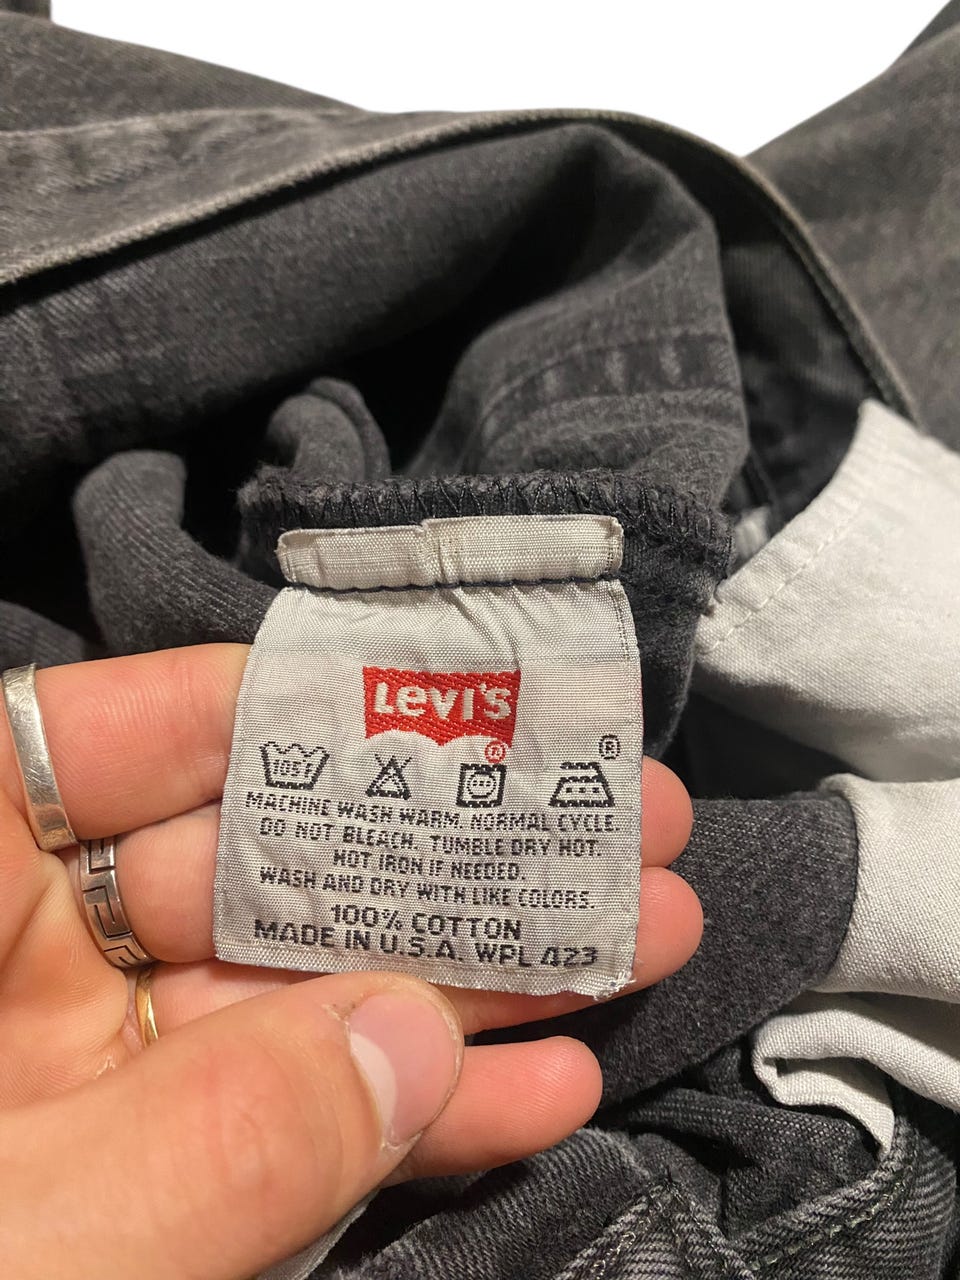 Levi's
®
®
105F
MACHINE WASH WARM. NORMAL CYCLE.
DO NOT BLEACH. TUMBLE DRY HOT.
HOT IRON IF NEEDED.
WASH AND DRY WITH LIKE COLORS.
100% COTTON
MADE IN U.S.A. WPL 423